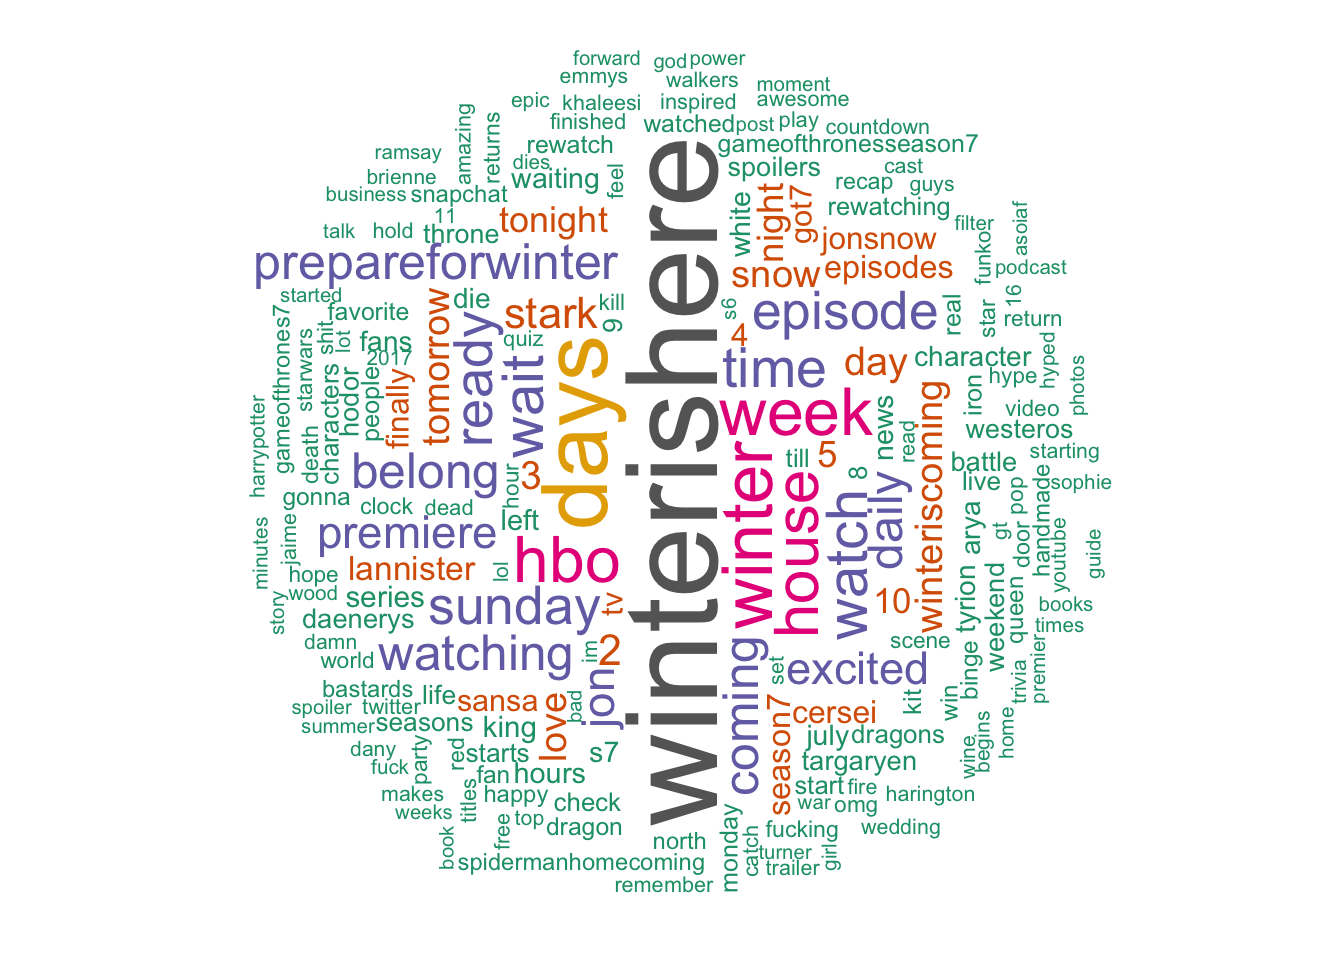 forward
god
power
emmys
walkers
moment
epic
khaleesi
inspired
awesome
amazing
returns
finished
watched
post
play
countdown
ramsay
dies
rewatch
gameofthronesseason7
brienne
waiting
feel
spoilers
cast
business
snapchat
recap
guys
11
tonight
white
night
got7
rewatching
filter
funko
asoiaf
talk
hold
throne
jonsnow
prepareforwinter
winterishere
snow
episodes
podcast
started
die
stark
kill
s6
episode
real
star
16
return
favorite
9
4
gameofthrones7
starwars
shit
lot
fans
2017
tomorrow
ready
quiz
wait
days
time
day
character
hyped
photos
hype
harrypotter
death
characters
hodor
people
finally
week
news
read
winteriscoming
iron
video
westeros
belong
3
hour
winter
house
till
5
8
battle
starting
gonna
clock
dead
left
watch
daily
live
pop
handmade
sophie
minutes
jaime
premiere
hbo
arya
gt
door
youtube
guide
hope
lannister
lol
wood
series
tv
10
tyrion
weekend
queen
books
story
daenerys
sunday
times
damn
im
2
scene
world
watching
coming
set
excited
binge
trivia
premier
bastards
life
sansa
love
bad
jon
season7
cersei
kit
win
spoiler
twitter
summer
seasons
king
july
dragons
wine
begins
home
dany
party
red
starts
s7
targaryen
fuck
fan
hours
start
fire
makes
titles
happy
check
war
omg
harington
weeks
book
free
top
dragon
north
monday
catch
fucking
girl
wedding
spidermanhomecoming
turner
trailer
remember